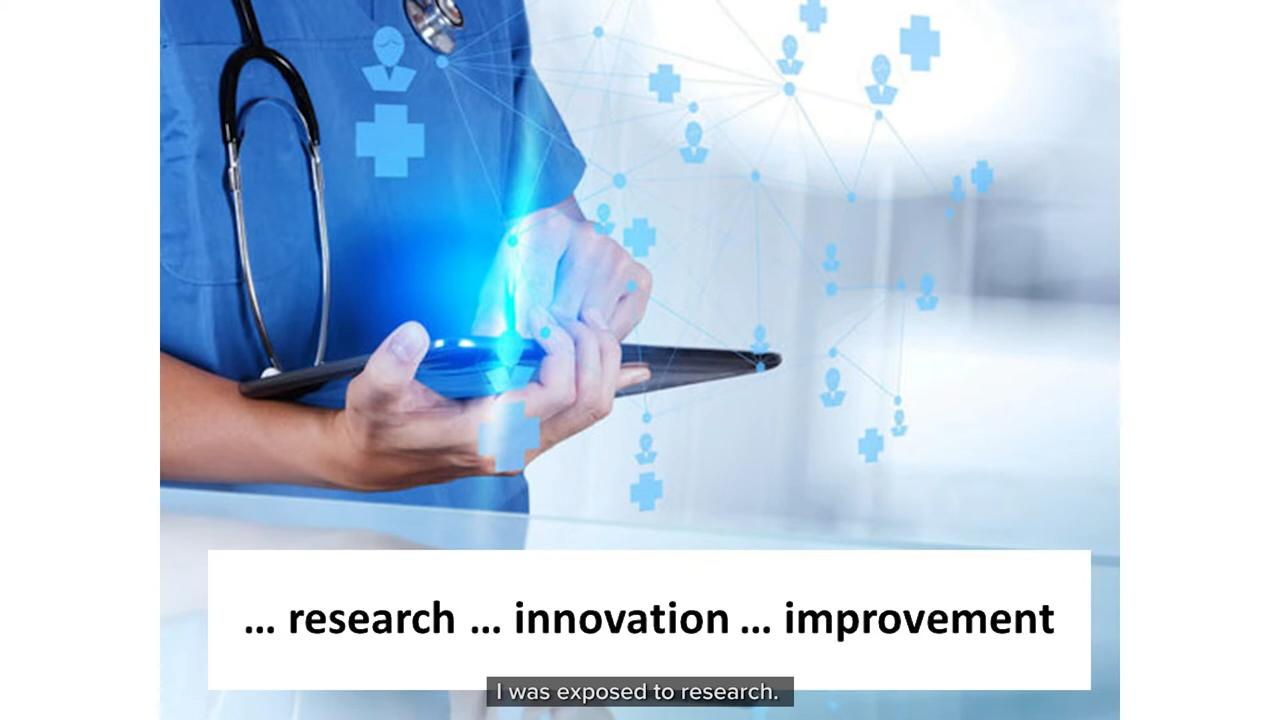 ... research ... innovation ... improvement
I was exposed to research.